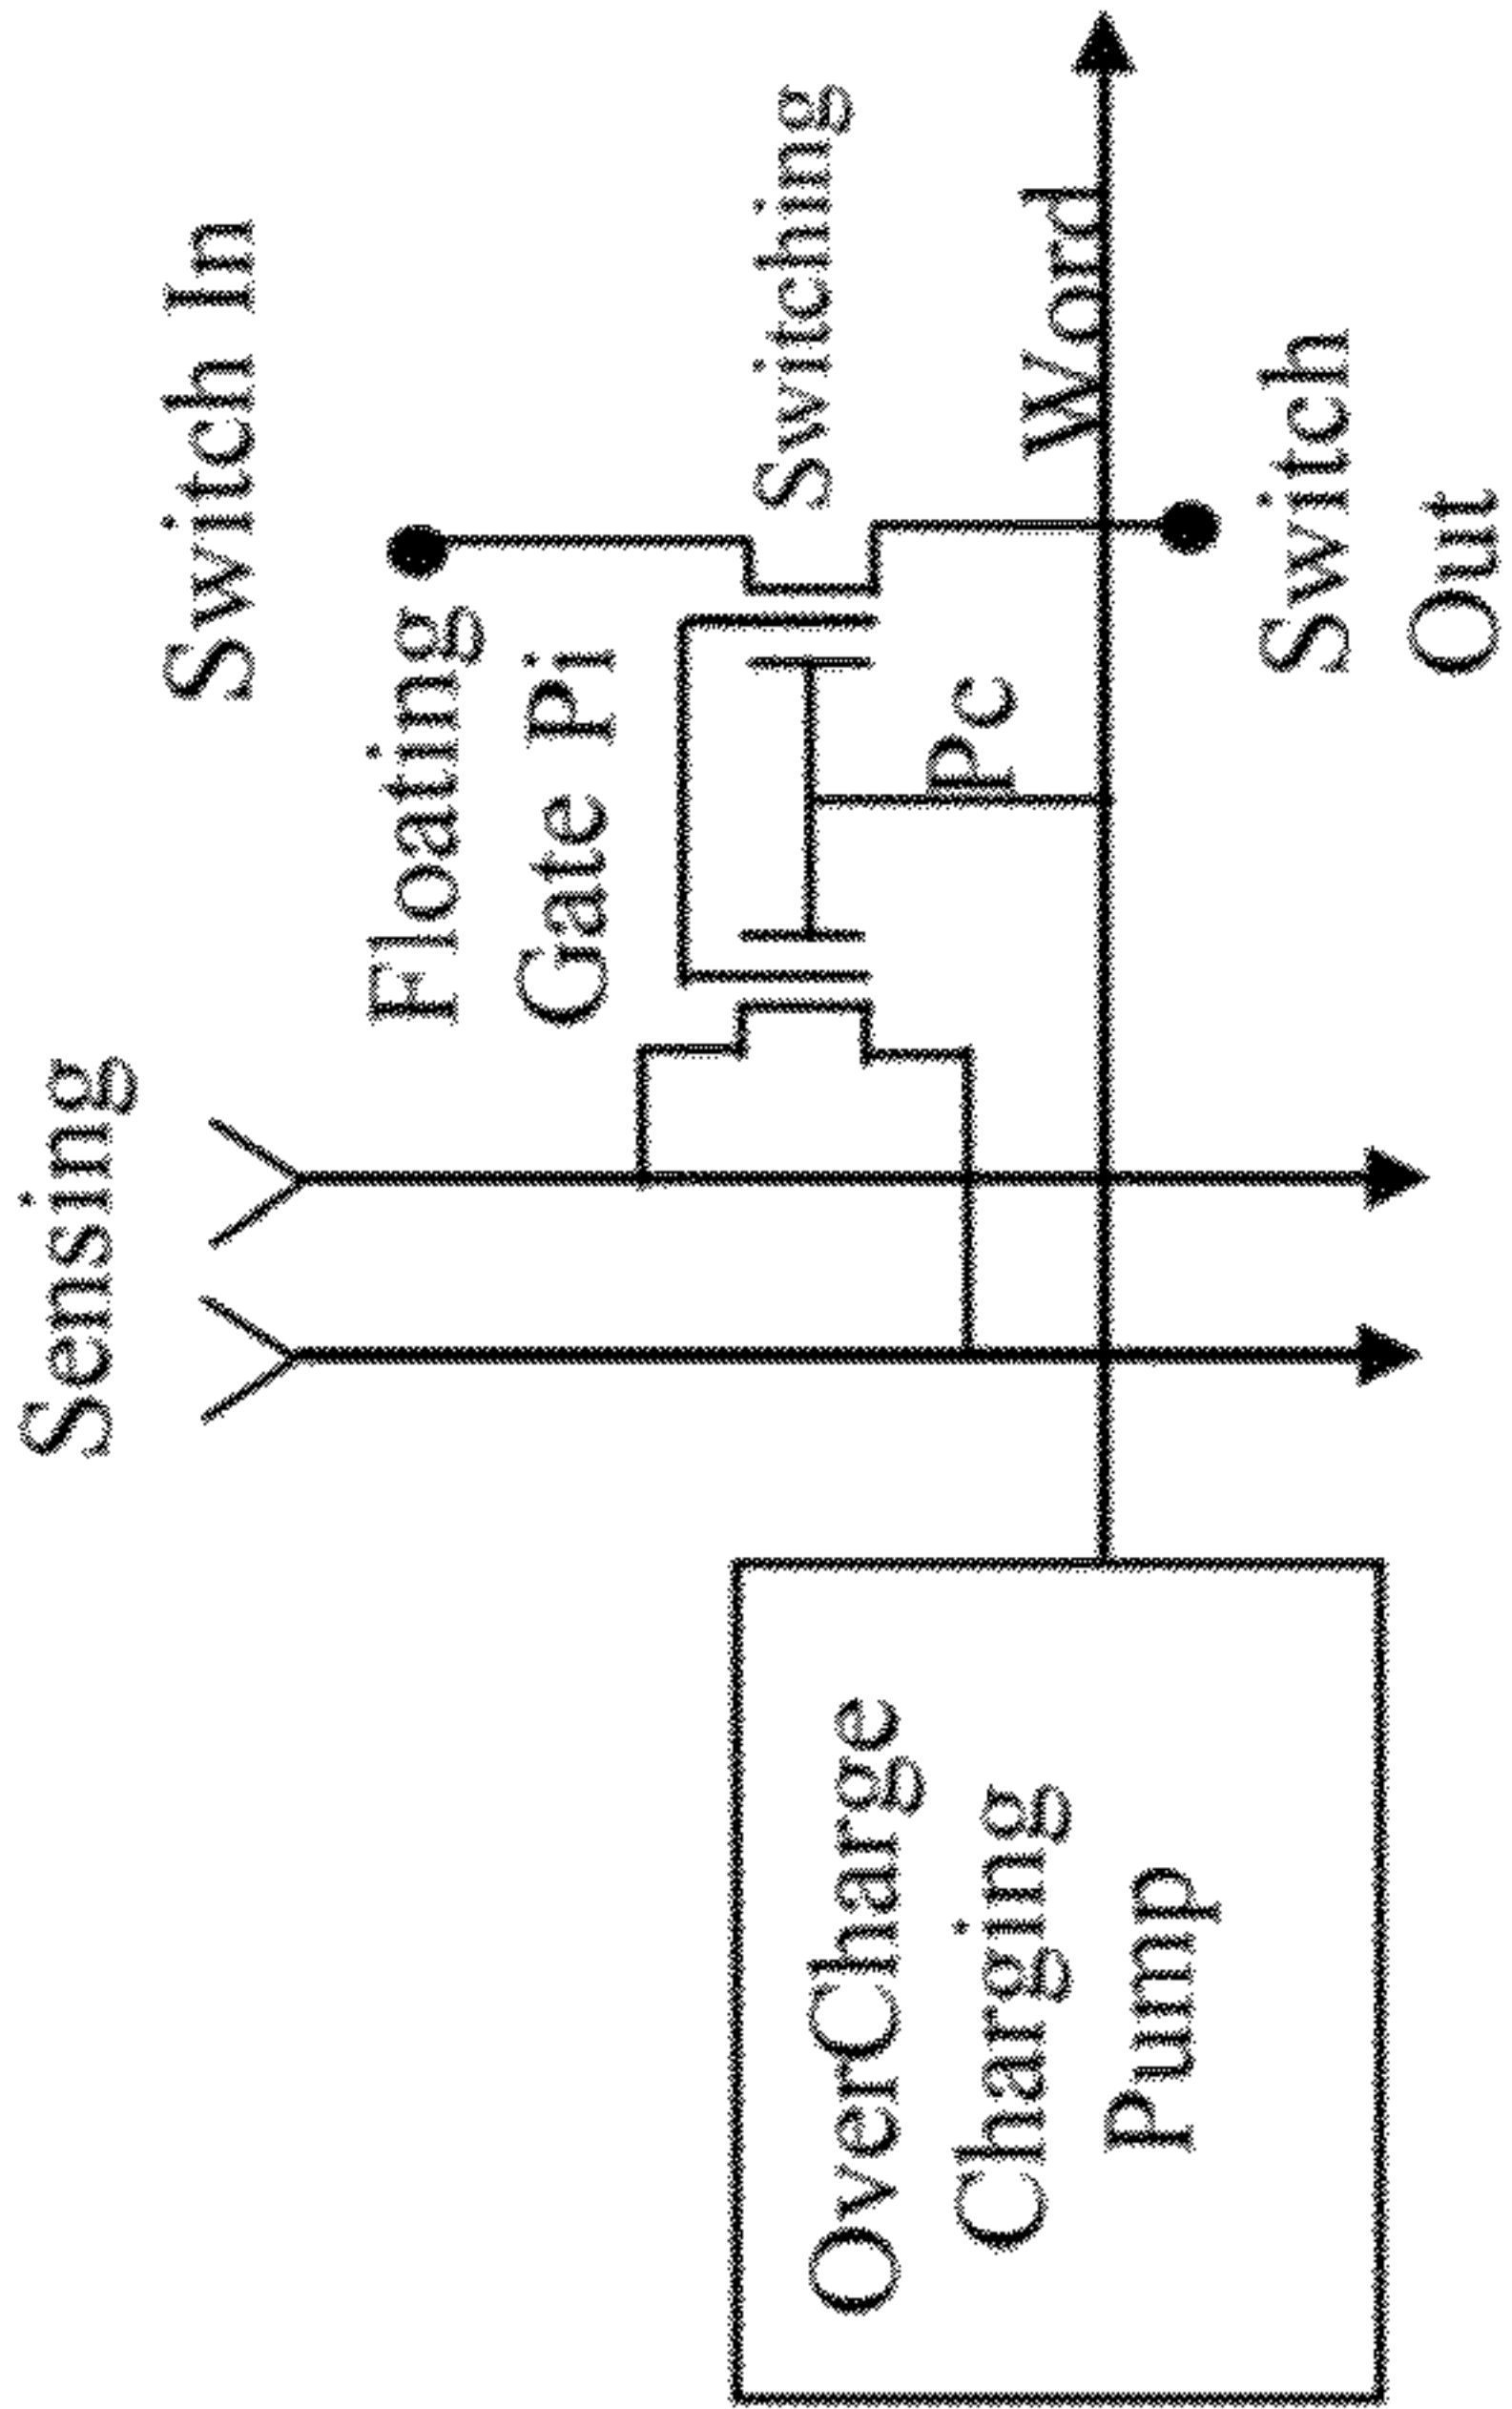 Sensing
Switch In
Floating
Gate Pi
Switching
Pc
Word
Switch
Out
OverCharge
Charging
Pump